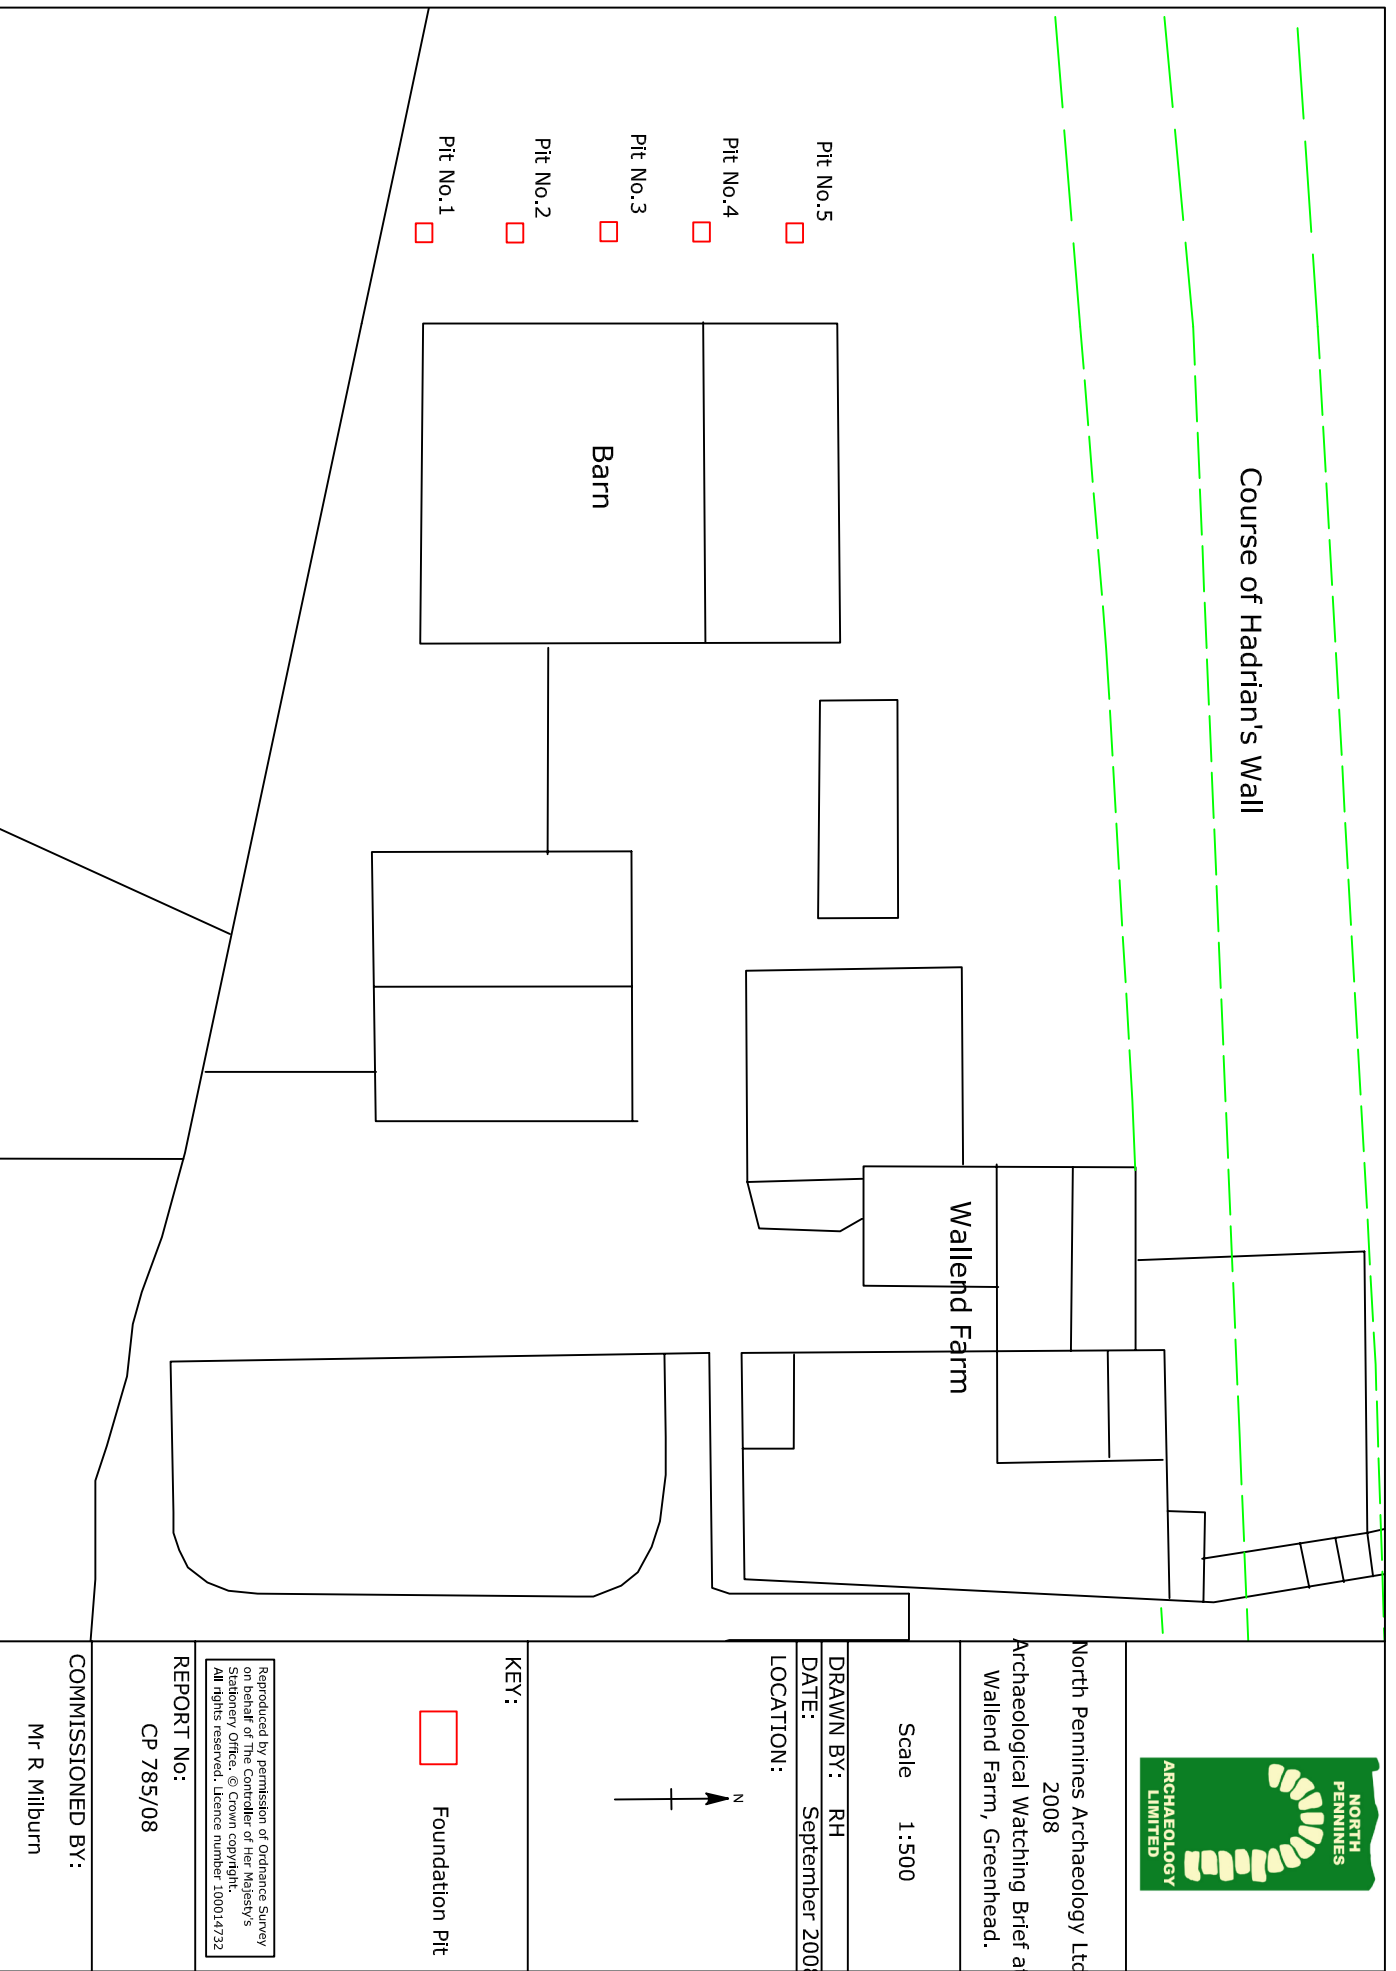 Course of Hadrian's Wall
Pit No.5
Pit No.4
Pit No.3
Pit No.2
Pit No.1
Barn
Wallend Farm
NORTH
PENNINES
ARCHAEOLOGY
LIMITED
North Pennines Archaeology Ltd
2008
Archaeological Watching Brief at
Wallend Farm, Greenhead.
Scale 1:500
DRAWN BY: RH
DATE: September 2008
LOCATION:
N
KEY:
Foundation Pit
Reproduced by permission of Ordnance Survey
on behalf of The Controller of Her Majesty's
Stationery Office. © Crown copyright.
All rights reserved. Licence number 100014732
REPORT No:
CP 785/08
COMMISSIONED BY:
Mr R Milburn